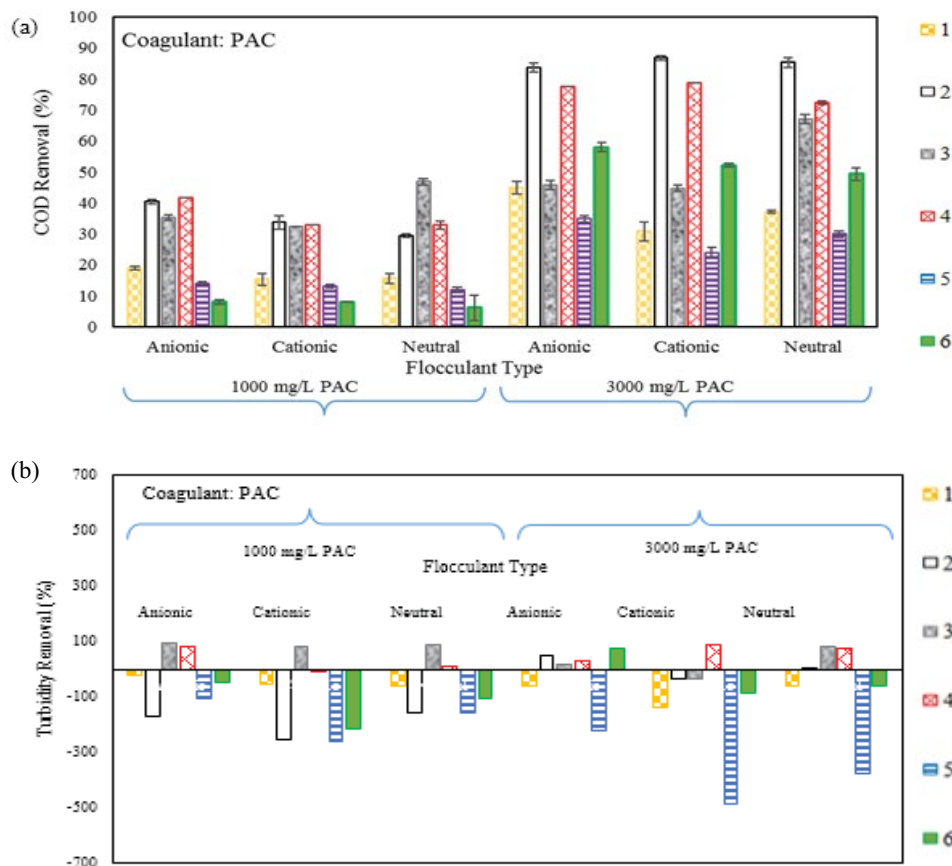 (a)
100
90
80
70
60
50
40
30
20
10
0
COD Removal (%)
Coagulant: PAC
Anionic Cationic Neutral Anionic Cationic Neutral
Flocculant Type
1000 mg/L PAC 3000 mg/L PAC
1
2
3
4
5
6
(b)
700
500
300
100
-100
-300
-500
-700
Turbidity Removal (%)
Coagulant: PAC
1000 mg/L PAC 3000 mg/L PAC
Flocculant Type
Anionic Cationic Neutral Anionic Cationic Neutral
1
2
3
4
5
6